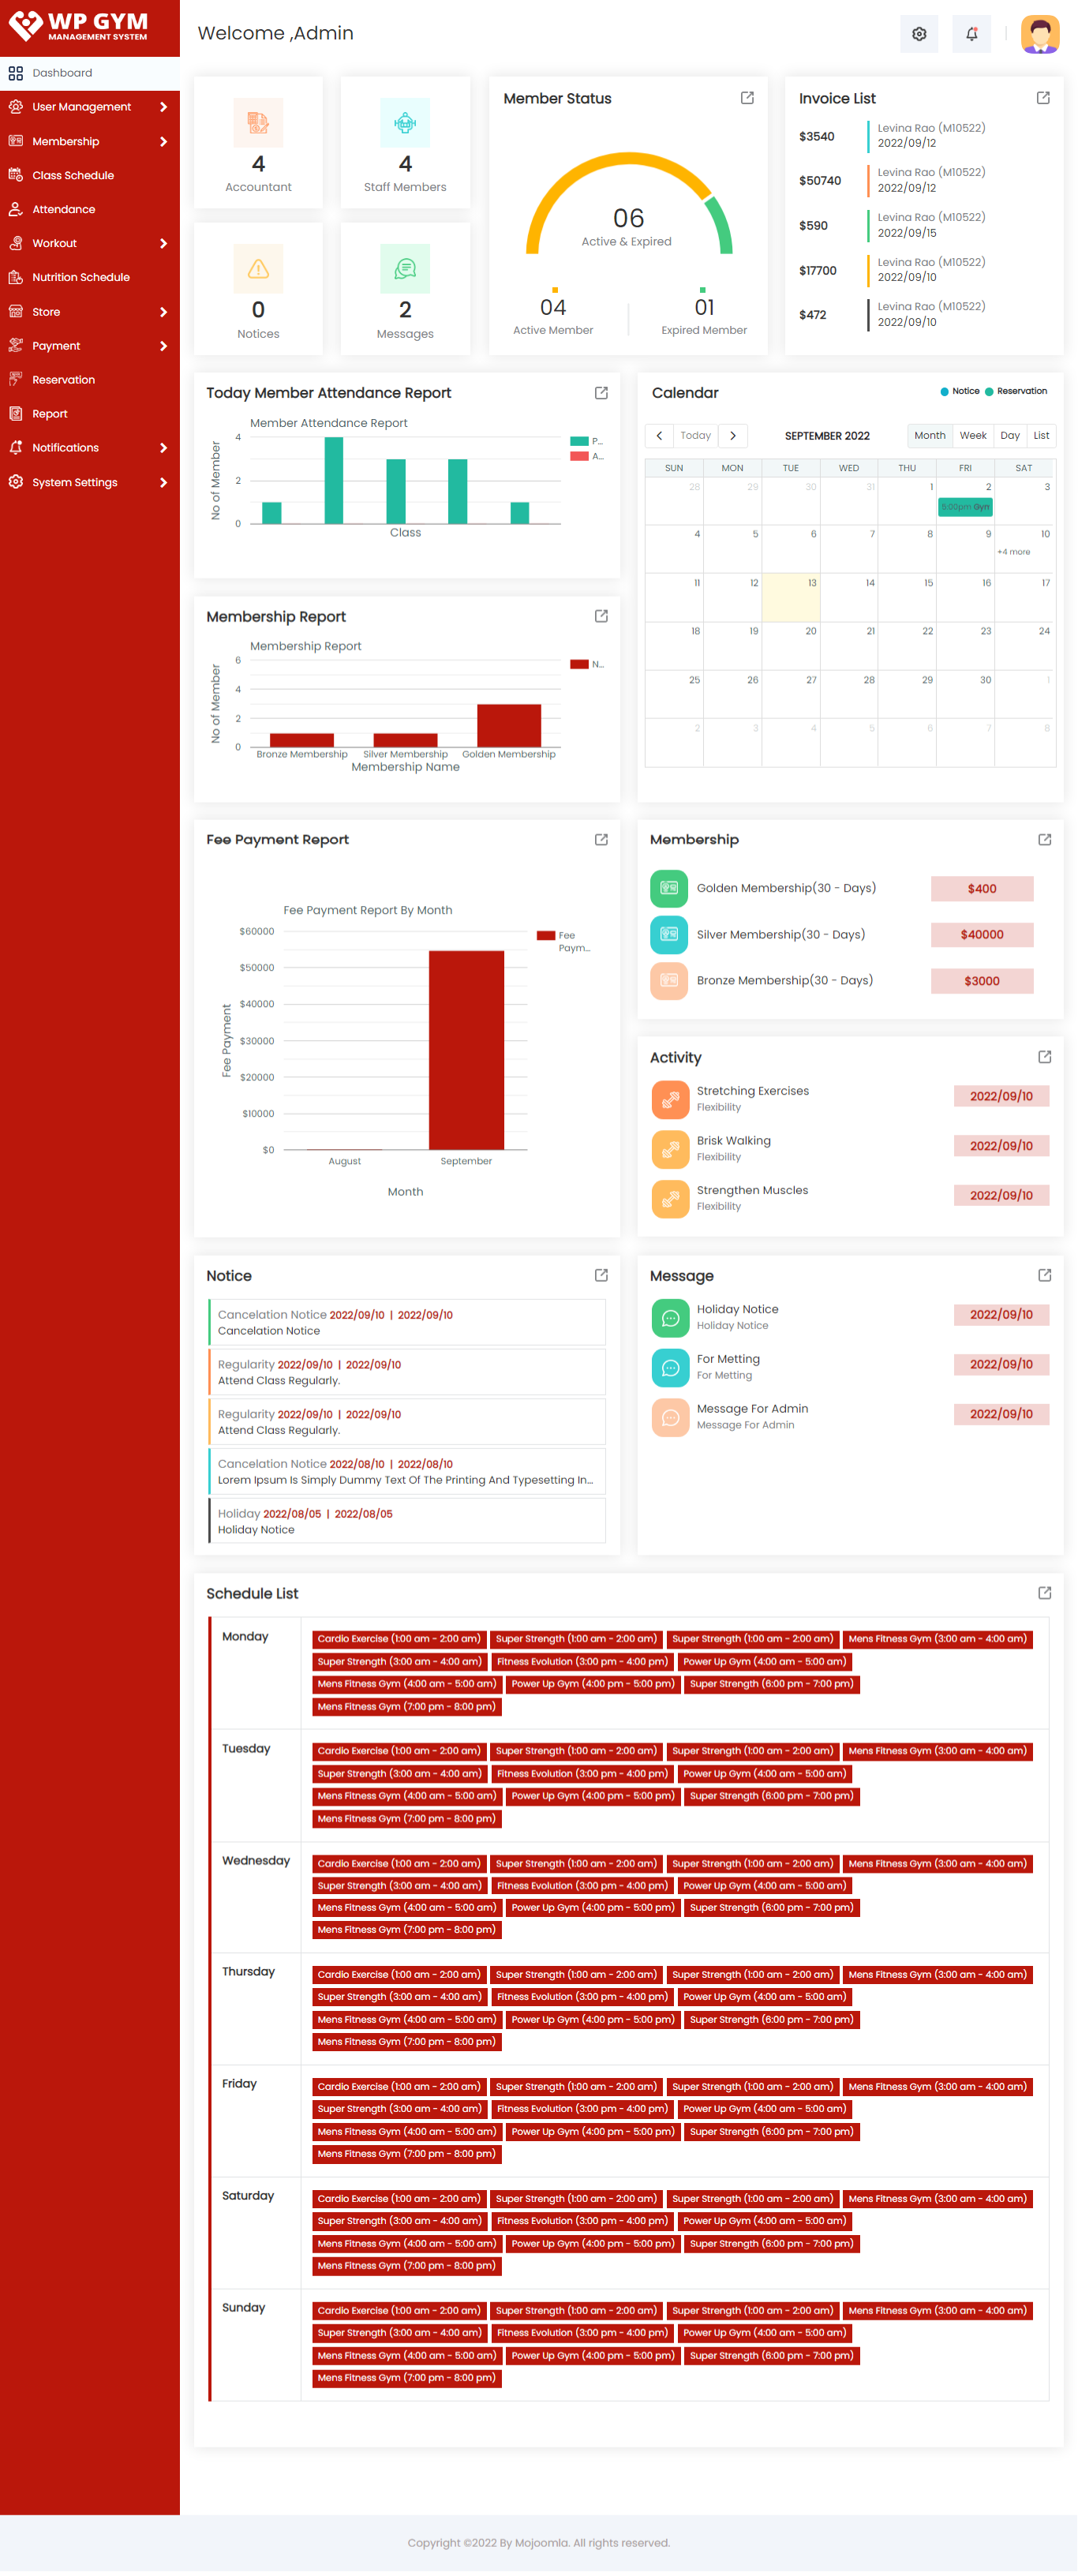 WP GYM
MANAGEMENT SYSTEM
Welcome ,Admin
Dashboard
User Management
Membership
Class Schedule
Attendance
Workout
Nutrition Schedule
Store
Payment
Reservation
Report
Notifications
System Settings
4
Accountant
4
Staff Members
0
Notices
2
Messages
Member Status
06
Active & Expired
04
Active Member
01
Expired Member
Invoice List
$3540
Levina Rao (M10522)
2022/09/12
$50740
Levina Rao (M10522)
2022/09/12
$590
Levina Rao (M10522)
2022/09/15
$17700
Levina Rao (M10522)
2022/09/10
$472
Levina Rao (M10522)
2022/09/10
Today Member Attendance Report
Member Attendance Report
No of Member
4
2
0
Class
P...
A...
Calendar
Notice Reservation
Today
SEPTEMBER 2022
Month Week Day List
SUN MON TUE WED THU FRI SAT
28 29 30 31 1 2 3
5:00pm Gyn
4 5 6 7 8 9 10
+4 more
11 12 13 14 15 16 17
18 19 20 21 22 23 24
25 26 27 28 29 30 1
2 3 4 5 6 7 8
Membership Report
Membership Report
No of Member
6
4
2
0
Bronze Membership Silver Membership Golden Membership
Membership Name
N...
Fee Payment Report
Fee Payment Report By Month
Fee Payment
$60000
$50000
$40000
$30000
$20000
$10000
$0
August September
Month
Fee
Paym...
Membership
Golden Membership(30 - Days) $400
Silver Membership(30 - Days) $40000
Bronze Membership(30 - Days) $3000
Activity
Stretching Exercises
Flexibility
2022/09/10
Brisk Walking
Flexibility
2022/09/10
Strengthen Muscles
Flexibility
2022/09/10
Notice
Cancelation Notice 2022/09/10 | 2022/09/10
Cancelation Notice
Regularity 2022/09/10 | 2022/09/10
Attend Class Regularly.
Regularity 2022/09/10 | 2022/09/10
Attend Class Regularly.
Cancelation Notice 2022/08/10 | 2022/08/10
Lorem Ipsum Is Simply Dummy Text Of The Printing And Typesetting In...
Holiday 2022/08/05 | 2022/08/05
Holiday Notice
Message
Holiday Notice
Holiday Notice
2022/09/10
For Metting
For Metting
2022/09/10
Message For Admin
Message For Admin
2022/09/10
Schedule List
Monday
Cardio Exercise (1:00 am - 2:00 am) Super Strength (1:00 am - 2:00 am) Super Strength (1:00 am - 2:00 am) Mens Fitness Gym (3:00 am - 4:00 am)
Super Strength (3:00 am - 4:00 am) Fitness Evolution (3:00 pm - 4:00 pm) Power Up Gym (4:00 am - 5:00 am)
Mens Fitness Gym (4:00 am - 5:00 am) Power Up Gym (4:00 pm - 5:00 pm) Super Strength (6:00 pm - 7:00 pm)
Mens Fitness Gym (7:00 pm - 8:00 pm)
Tuesday
Cardio Exercise (1:00 am - 2:00 am) Super Strength (1:00 am - 2:00 am) Super Strength (1:00 am - 2:00 am) Mens Fitness Gym (3:00 am - 4:00 am)
Super Strength (3:00 am - 4:00 am) Fitness Evolution (3:00 pm - 4:00 pm) Power Up Gym (4:00 am - 5:00 am)
Mens Fitness Gym (4:00 am - 5:00 am) Power Up Gym (4:00 pm - 5:00 pm) Super Strength (6:00 pm - 7:00 pm)
Mens Fitness Gym (7:00 pm - 8:00 pm)
Wednesday
Cardio Exercise (1:00 am - 2:00 am) Super Strength (1:00 am - 2:00 am) Super Strength (1:00 am - 2:00 am) Mens Fitness Gym (3:00 am - 4:00 am)
Super Strength (3:00 am - 4:00 am) Fitness Evolution (3:00 pm - 4:00 pm) Power Up Gym (4:00 am - 5:00 am)
Mens Fitness Gym (4:00 am - 5:00 am) Power Up Gym (4:00 pm - 5:00 pm) Super Strength (6:00 pm - 7:00 pm)
Mens Fitness Gym (7:00 pm - 8:00 pm)
Thursday
Cardio Exercise (1:00 am - 2:00 am) Super Strength (1:00 am - 2:00 am) Super Strength (1:00 am - 2:00 am) Mens Fitness Gym (3:00 am - 4:00 am)
Super Strength (3:00 am - 4:00 am) Fitness Evolution (3:00 pm - 4:00 pm) Power Up Gym (4:00 am - 5:00 am)
Mens Fitness Gym (4:00 am - 5:00 am) Power Up Gym (4:00 pm - 5:00 pm) Super Strength (6:00 pm - 7:00 pm)
Mens Fitness Gym (7:00 pm - 8:00 pm)
Friday
Cardio Exercise (1:00 am - 2:00 am) Super Strength (1:00 am - 2:00 am) Super Strength (1:00 am - 2:00 am) Mens Fitness Gym (3:00 am - 4:00 am)
Super Strength (3:00 am - 4:00 am) Fitness Evolution (3:00 pm - 4:00 pm) Power Up Gym (4:00 am - 5:00 am)
Mens Fitness Gym (4:00 am - 5:00 am) Power Up Gym (4:00 pm - 5:00 pm) Super Strength (6:00 pm - 7:00 pm)
Mens Fitness Gym (7:00 pm - 8:00 pm)
Saturday
Cardio Exercise (1:00 am - 2:00 am) Super Strength (1:00 am - 2:00 am) Super Strength (1:00 am - 2:00 am) Mens Fitness Gym (3:00 am - 4:00 am)
Super Strength (3:00 am - 4:00 am) Fitness Evolution (3:00 pm - 4:00 pm) Power Up Gym (4:00 am - 5:00 am)
Mens Fitness Gym (4:00 am - 5:00 am) Power Up Gym (4:00 pm - 5:00 pm) Super Strength (6:00 pm - 7:00 pm)
Mens Fitness Gym (7:00 pm - 8:00 pm)
Sunday
Cardio Exercise (1:00 am - 2:00 am) Super Strength (1:00 am - 2:00 am) Super Strength (1:00 am - 2:00 am) Mens Fitness Gym (3:00 am - 4:00 am)
Super Strength (3:00 am - 4:00 am) Fitness Evolution (3:00 pm - 4:00 pm) Power Up Gym (4:00 am - 5:00 am)
Mens Fitness Gym (4:00 am - 5:00 am) Power Up Gym (4:00 pm - 5:00 pm) Super Strength (6:00 pm - 7:00 pm)
Mens Fitness Gym (7:00 pm - 8:00 pm)
Copyright ©2022 By Mojoomla. All rights reserved.